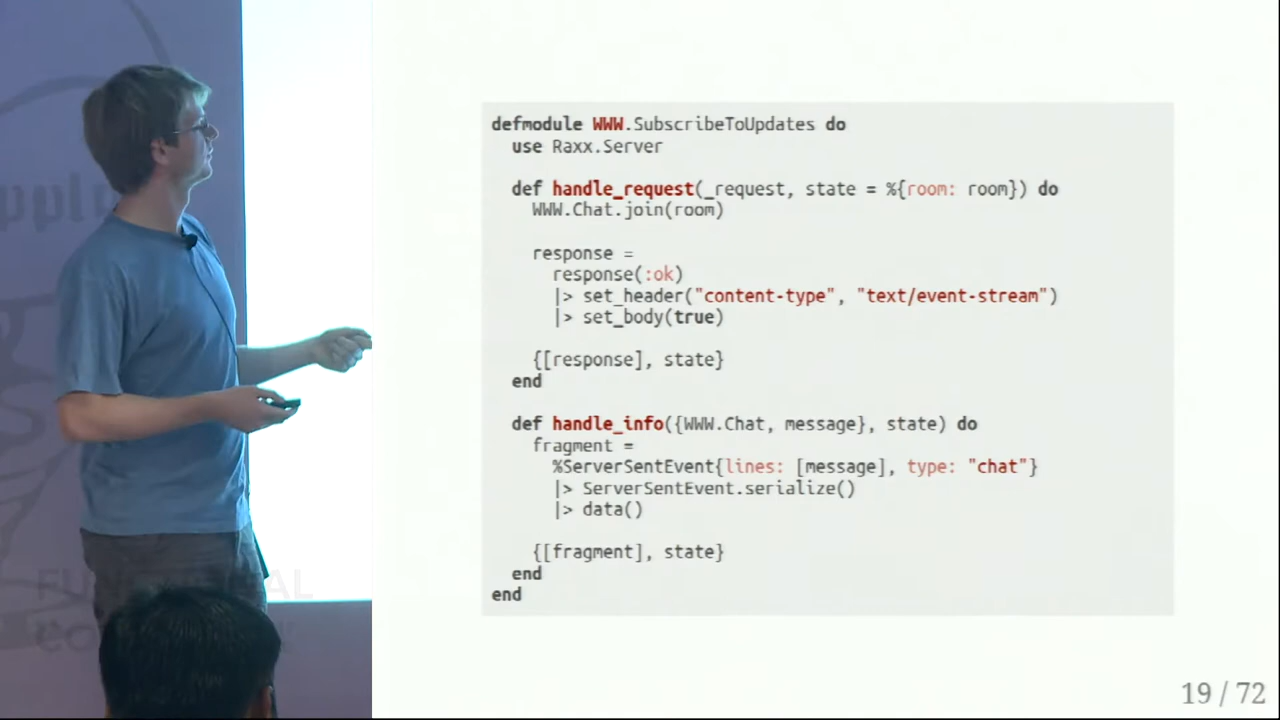 defmodule WWW.SubscribeToUpdates do
  use Raxx.Server

  def handle_request(_request, state = %{room: room}) do
    WWW.Chat.join(room)

    response =
      response(:ok)
      |> set_header("content-type", "text/event-stream")
      |> set_body(true)

    {[response], state}
  end

  def handle_info({WWW.Chat, message}, state) do
    fragment =
      %ServerSentEvent{lines: [message], type: "chat"}
      |> ServerSentEvent.serialize()
      |> data()

    {[fragment], state}
  end
end
19 / 72